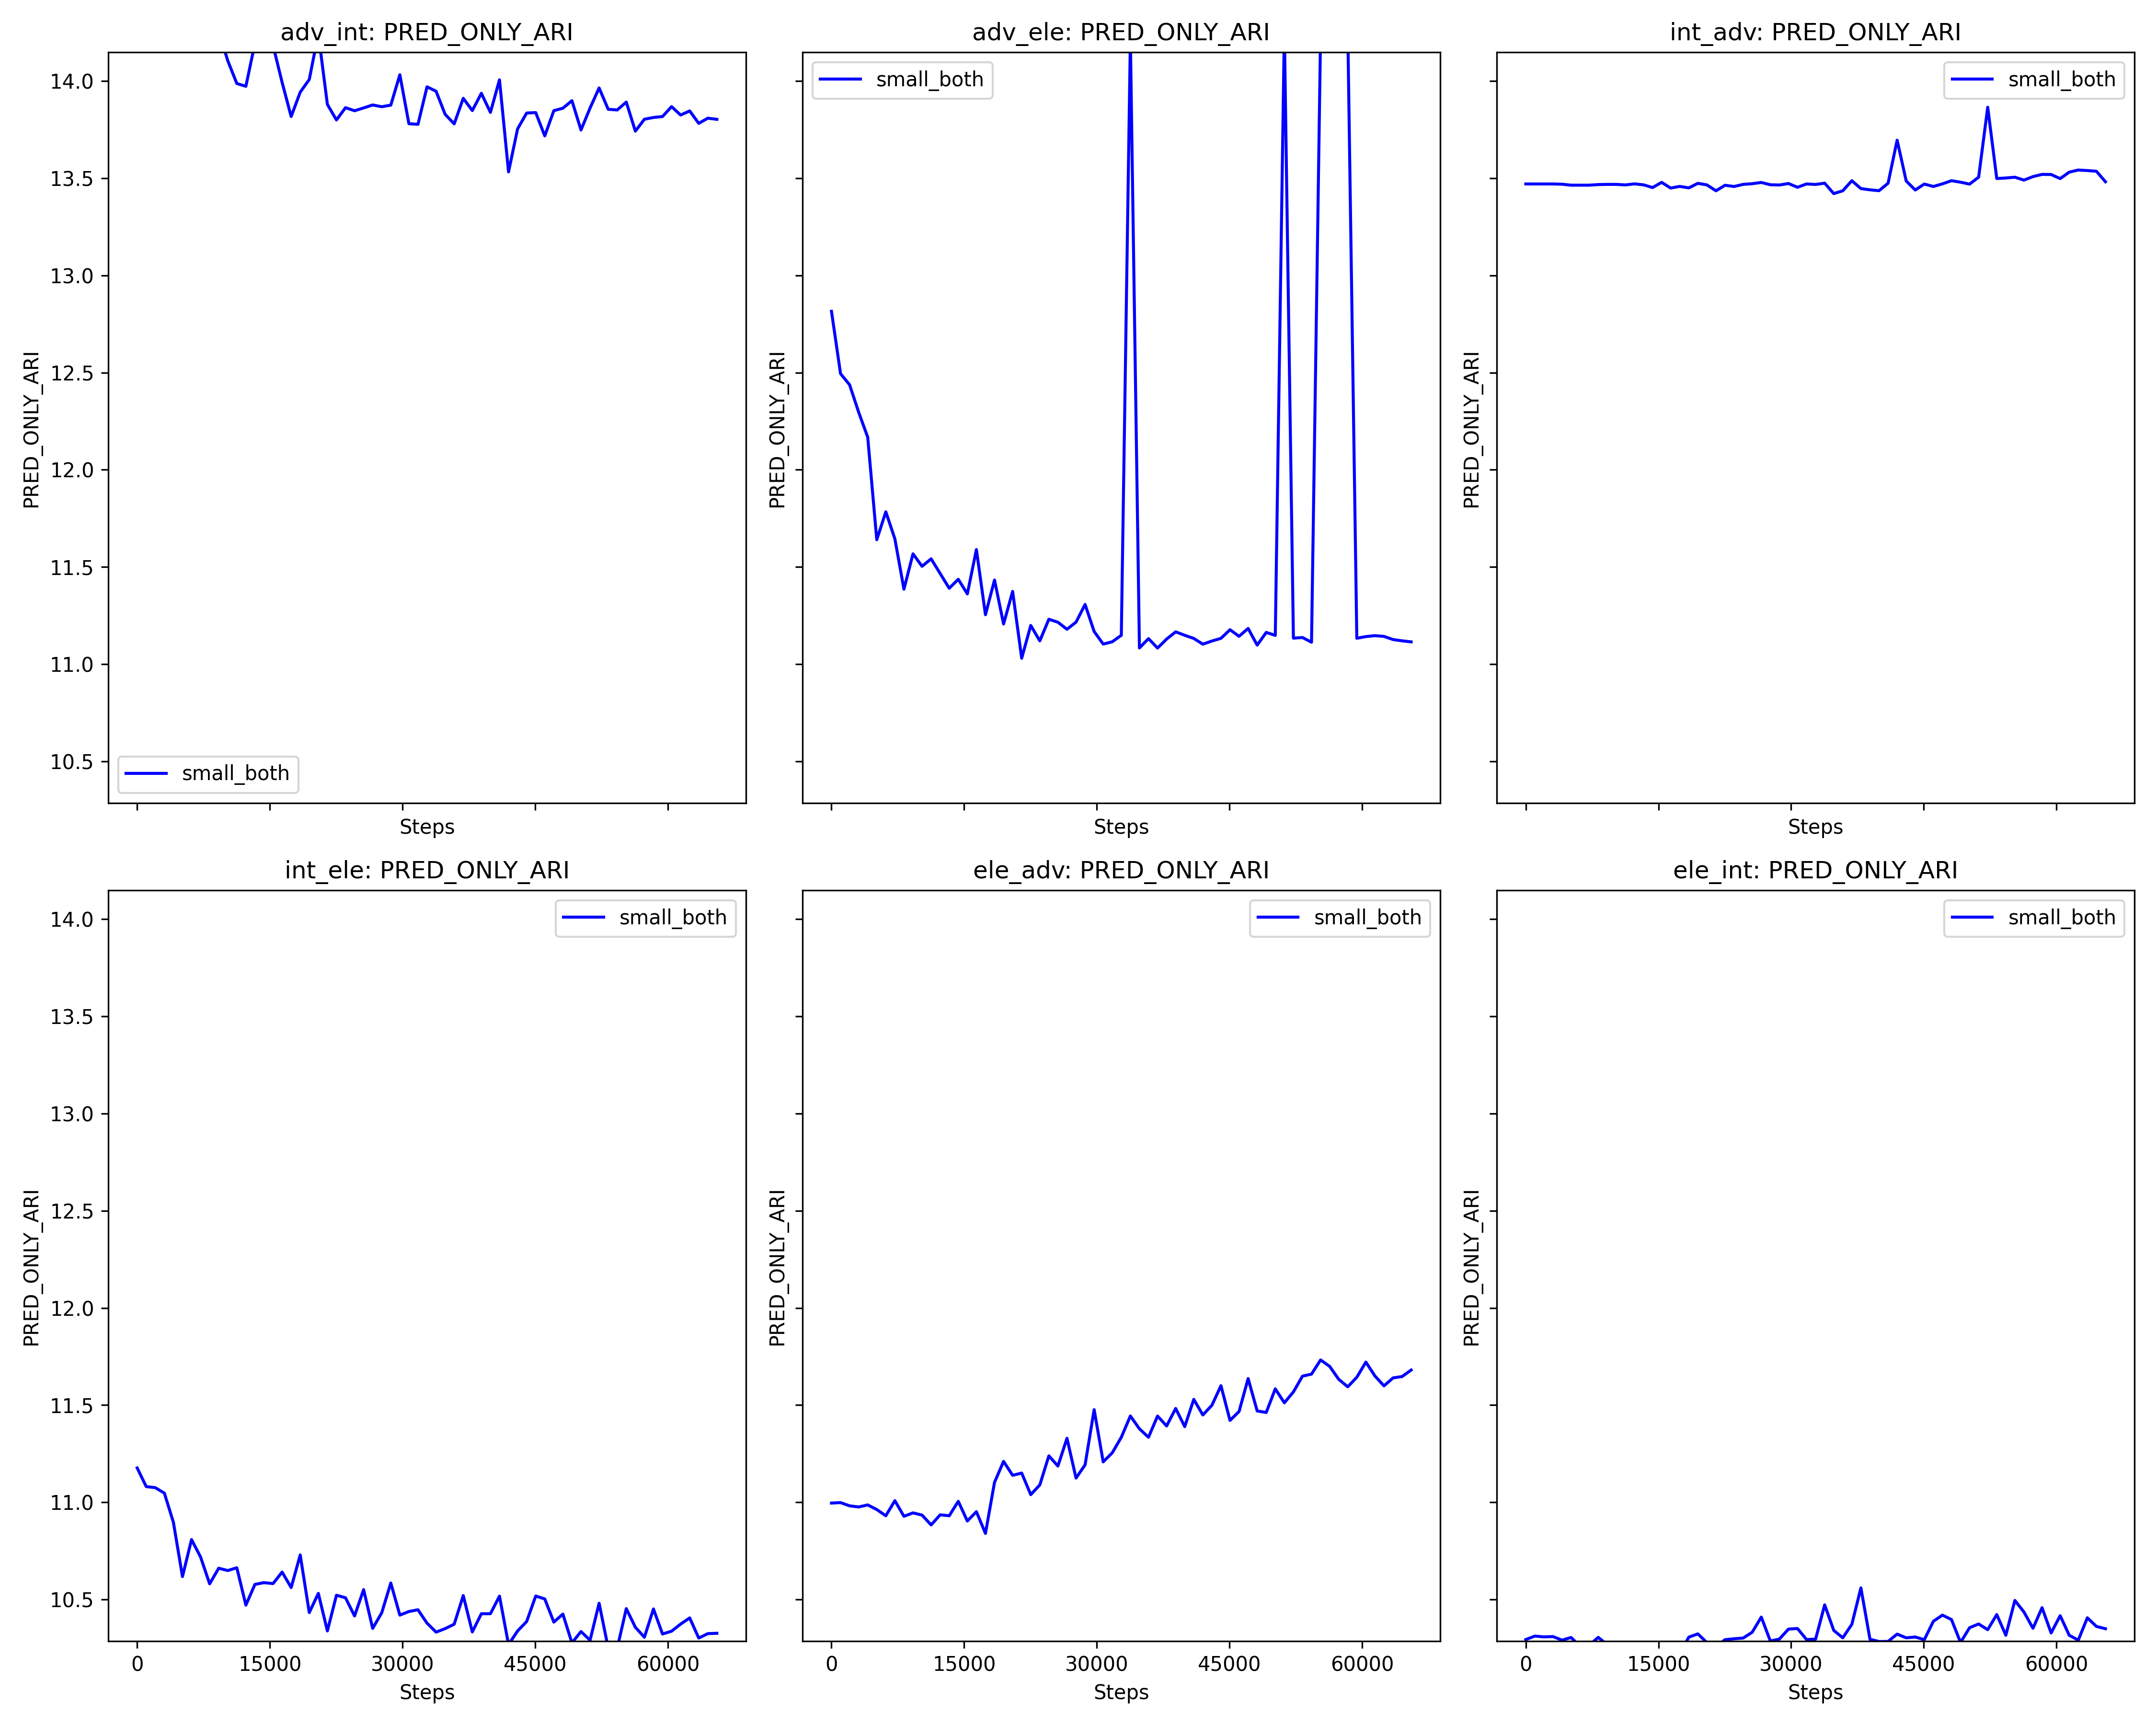 adv_int: PRED_ONLY_ARI
adv_ele: PRED_ONLY_ARI
int_adv: PRED_ONLY_ARI
PRED_ONLY_ARI
14.0
13.5
13.0
12.5
12.0
11.5
11.0
10.5
small_both
Steps
PRED_ONLY_ARI
small_both
Steps
PRED_ONLY_ARI
small_both
Steps
int_ele: PRED_ONLY_ARI
ele_adv: PRED_ONLY_ARI
ele_int: PRED_ONLY_ARI
PRED_ONLY_ARI
14.0
13.5
13.0
12.5
12.0
11.5
11.0
10.5
small_both
0 15000 30000 45000 60000
Steps
PRED_ONLY_ARI
small_both
0 15000 30000 45000 60000
Steps
PRED_ONLY_ARI
small_both
0 15000 30000 45000 60000
Steps